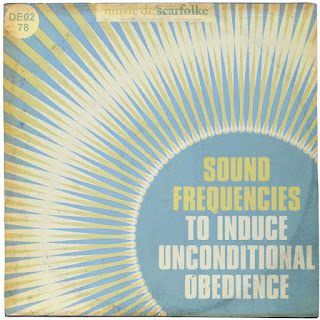 music de scarfolke
DE02
78
SOUND
FREQUENCIES
TO INDUCE
UNCONDITIONAL
OBEDIENCE